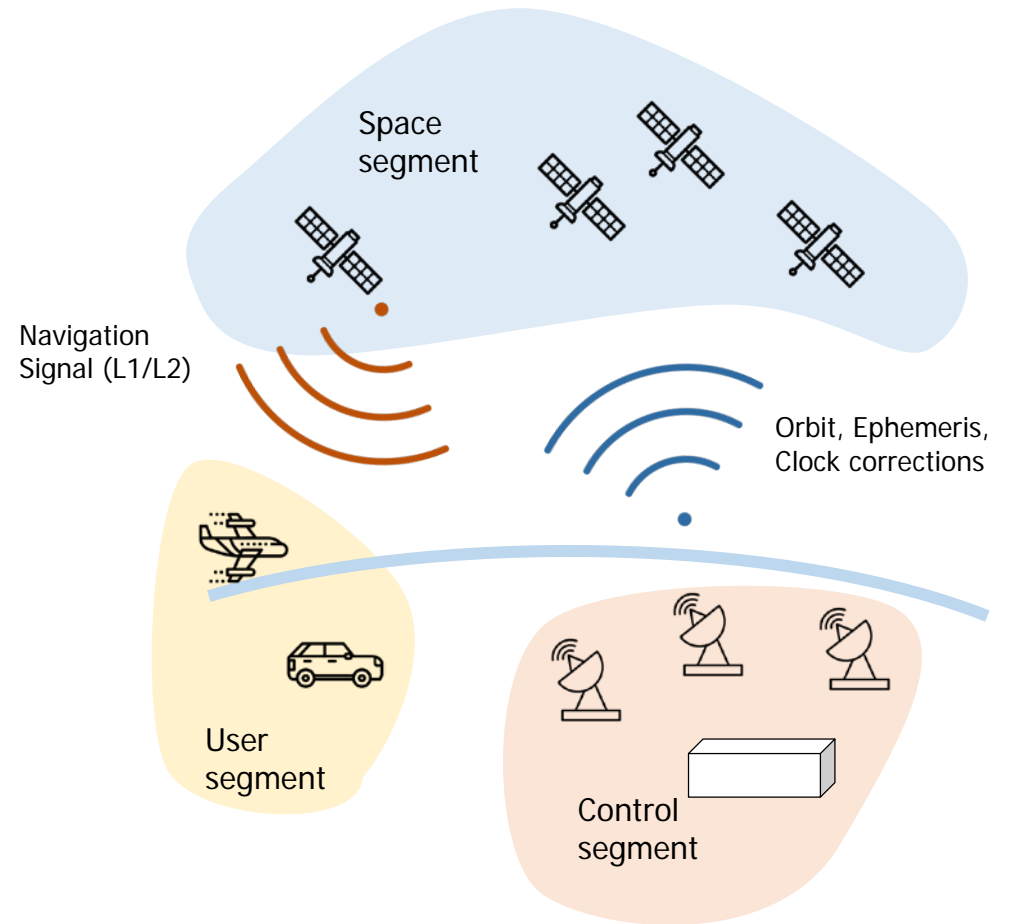 Space
segment
Navigation
Signal (L1/L2)
Orbit, Ephemeris,
Clock corrections
User
segment
Control
segment